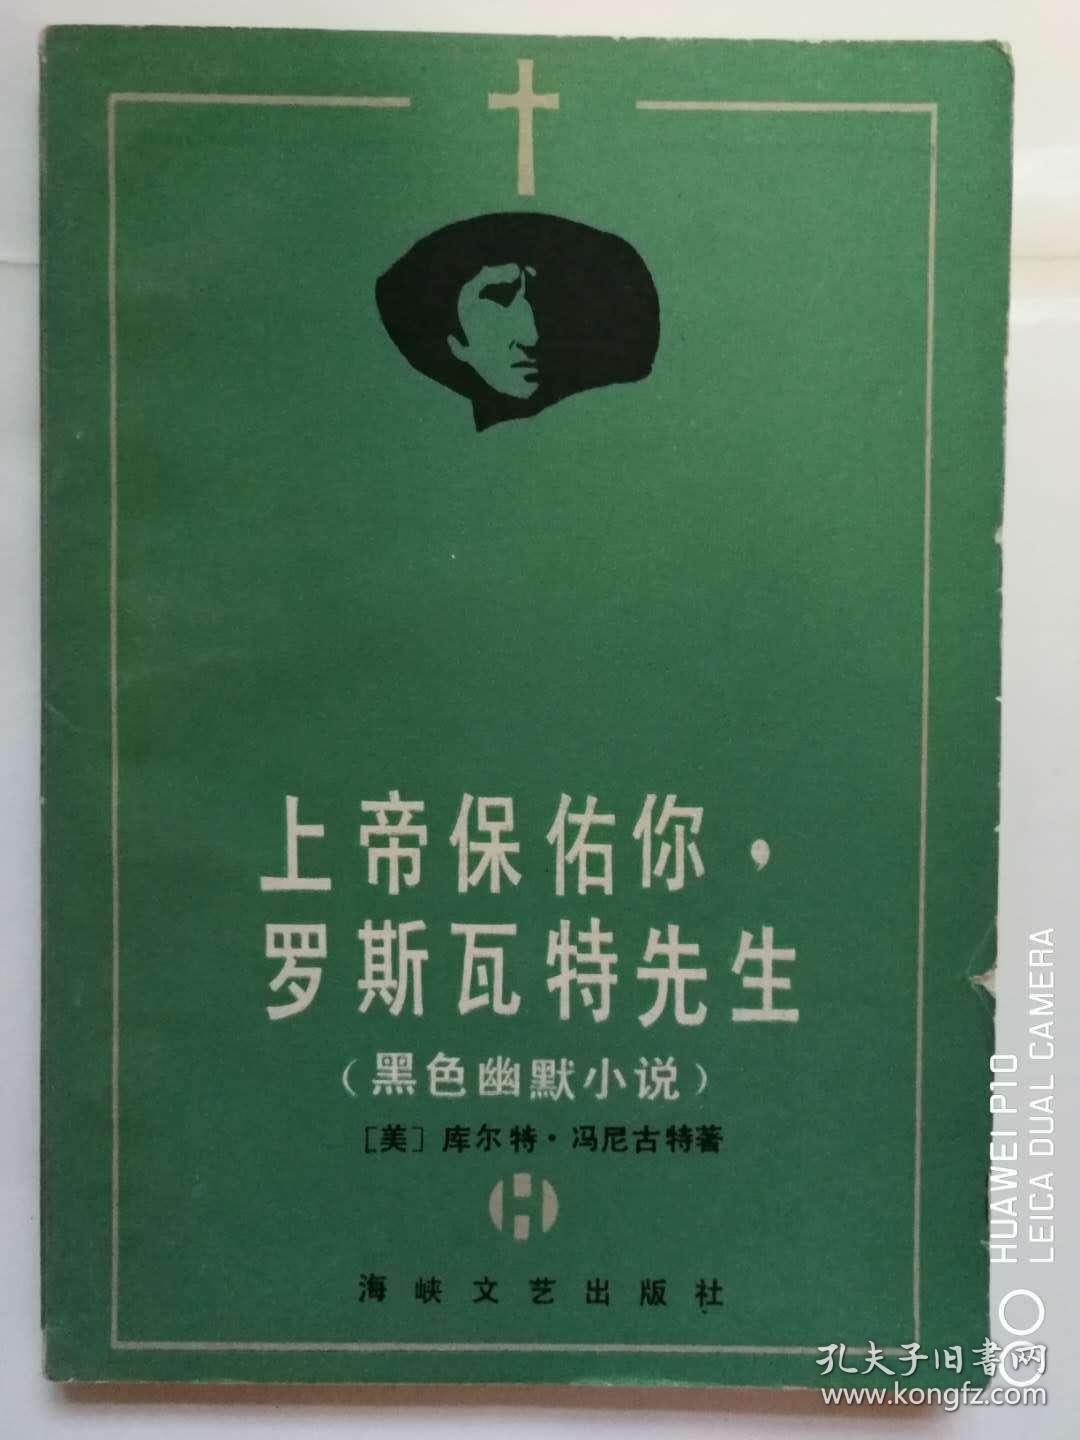 上帝保佑你，
罗斯瓦特先生
（黑色幽默小说）
［美］库尔特·冯尼古特著
海峡文艺出版社
HUAWEI P10
LEICA DUAL CAMERA
孔夫子旧书网
www.kongfz.com